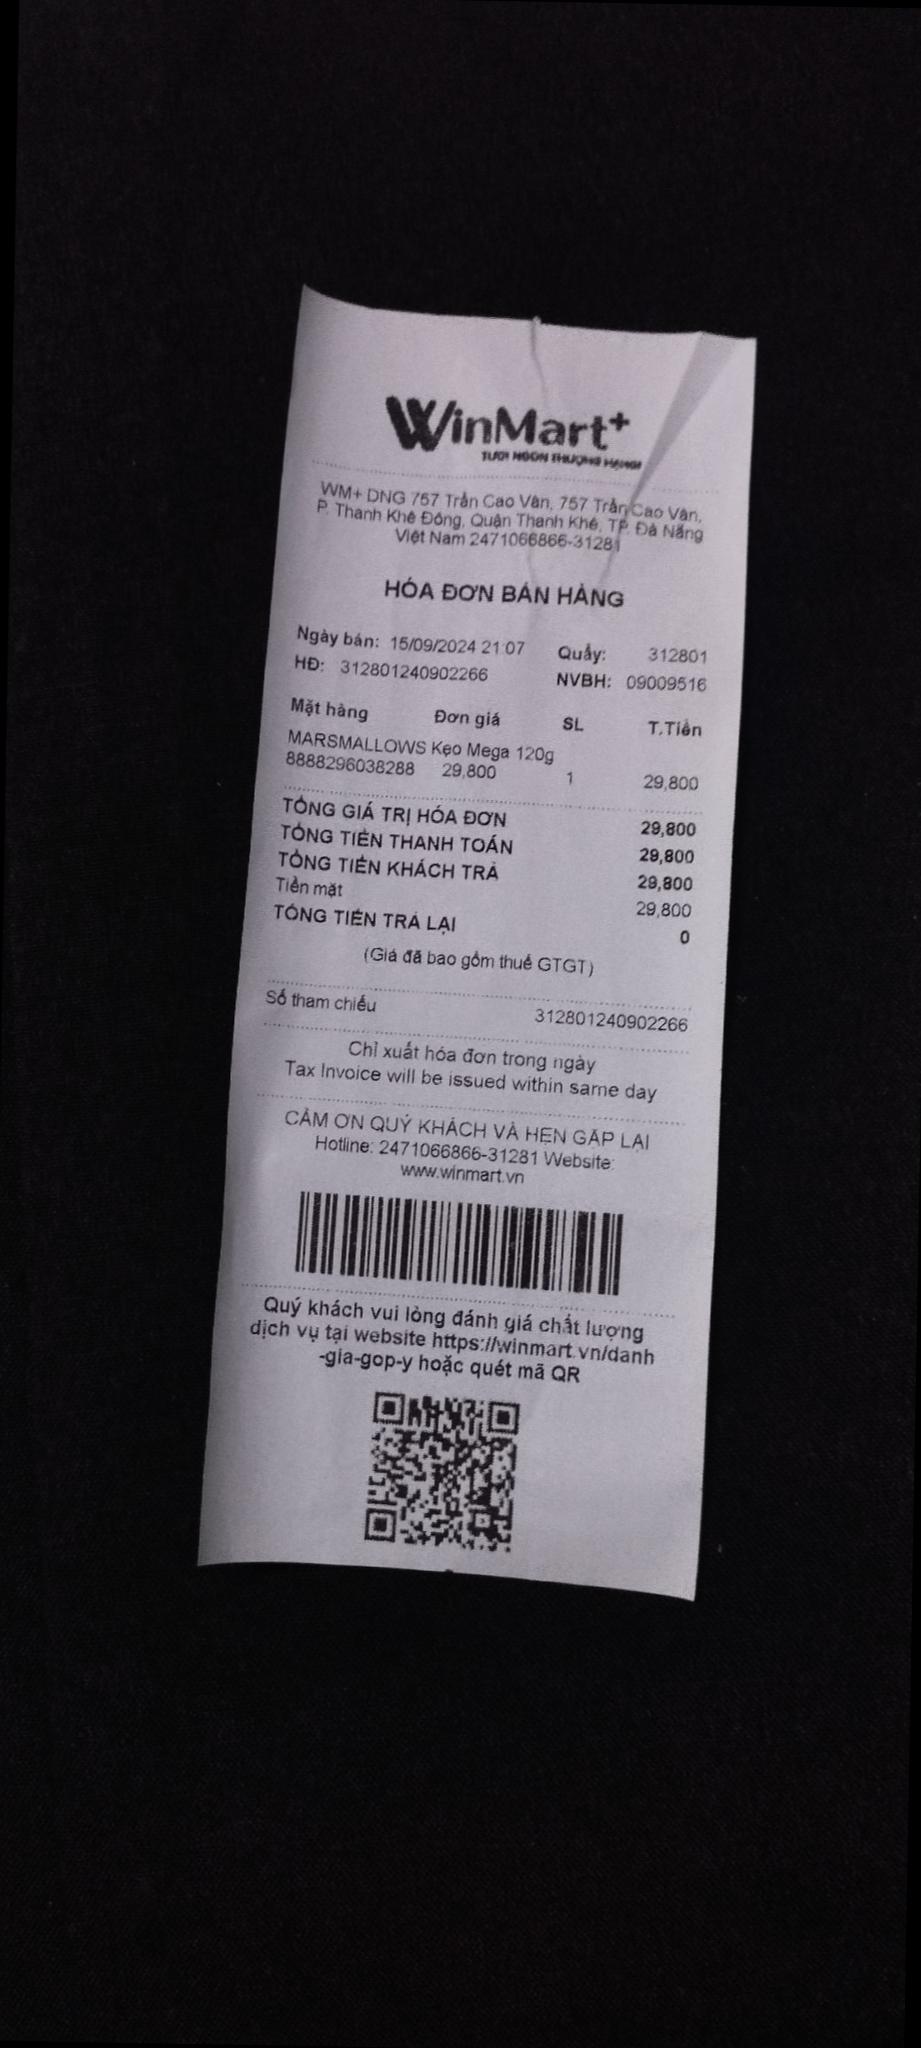 WinMart+
TƯƠI NGON THƯỢNG HẠNG!
WM+ DNG 757 Trần Cao Vân, 757 Trần Cao Vân,
P. Thanh Khê Đông, Quận Thanh Khê, TP. Đà Nẵng
Việt Nam 2471066866-31281
HÓA ĐƠN BÁN HÀNG
Ngày bán: 15/09/2024 21:07 Quầy: 312801
HĐ: 312801240902266 NVBH: 09009516
Mặt hàng Đơn giá SL T.Tiền
MARSMALLOWS Kẹo Mega 120g
8888296038288 29,800 1 29,800
TỔNG GIÁ TRỊ HÓA ĐƠN 29,800
TỔNG TIỀN THANH TOÁN 29,800
TỔNG TIỀN KHÁCH TRẢ 29,800
Tiền mặt 29,800
TỔNG TIỀN TRẢ LẠI 0
(Giá đã bao gồm thuế GTGT)
Số tham chiếu 312801240902266
Chỉ xuất hóa đơn trong ngày
Tax Invoice will be issued within same day
CẢM ƠN QUÝ KHÁCH VÀ HẸN GẶP LẠI
Hotline: 2471066866-31281 Website:
www.winmart.vn
Quý khách vui lòng đánh giá chất lượng
dịch vụ tại website https://winmart.vn/danh
-gia-gop-y hoặc quét mã QR